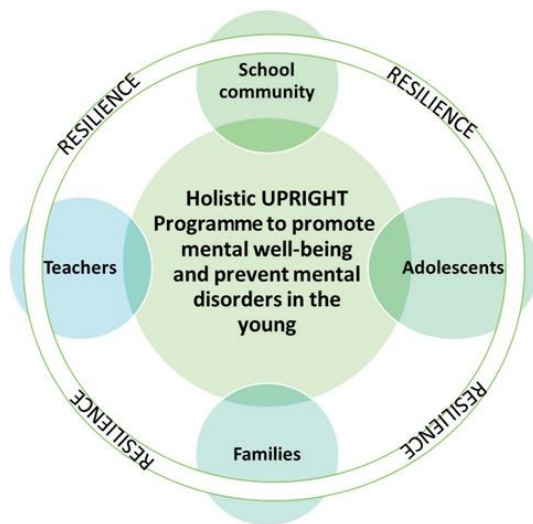 School
community
RESILIENCE
RESILIENCE
Holistic UPRIGHT
Programme to promote
mental well-being
and prevent mental
disorders in the
young
Teachers
Adolescents
RESILIENCE
RESILIENCE
Families